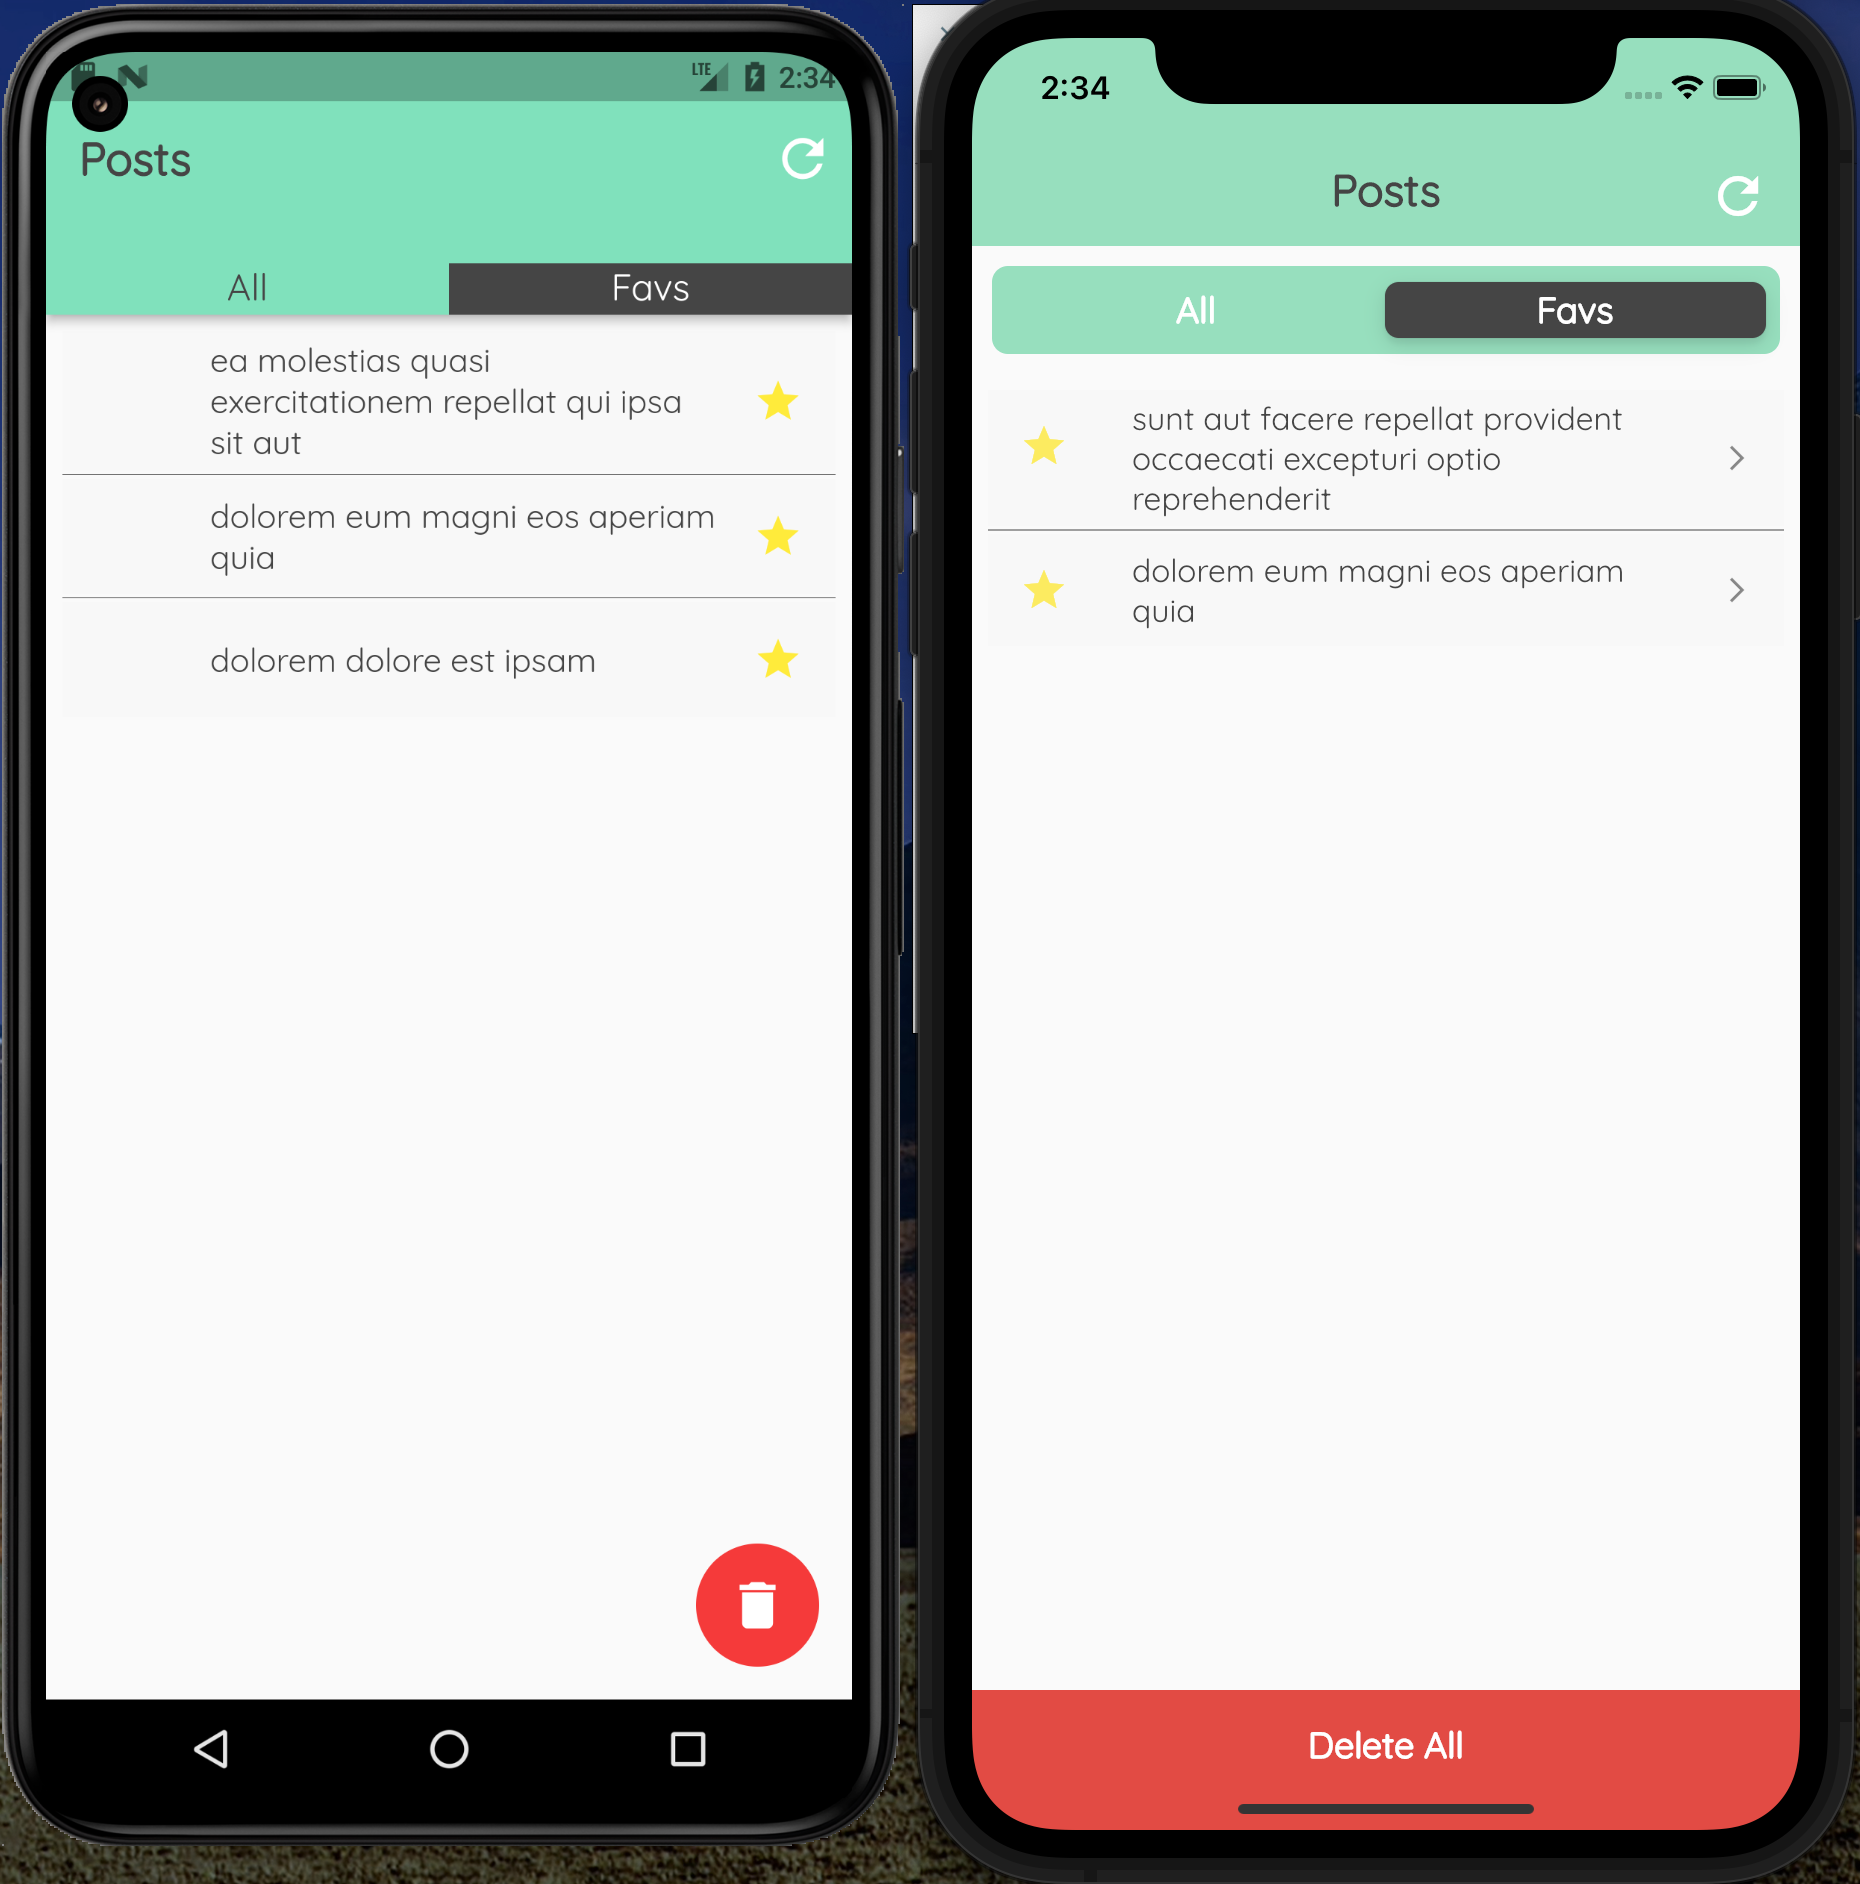 LTE 2:34
Posts
All Favs
ea molestias quasi
exercitationem repellat qui ipsa
sit aut
dolorem eum magni eos aperiam
quia
dolorem dolore est ipsam
2:34
Posts
All Favs
sunt aut facere repellat provident
occaecati excepturi optio
reprehenderit
dolorem eum magni eos aperiam
quia
Delete All